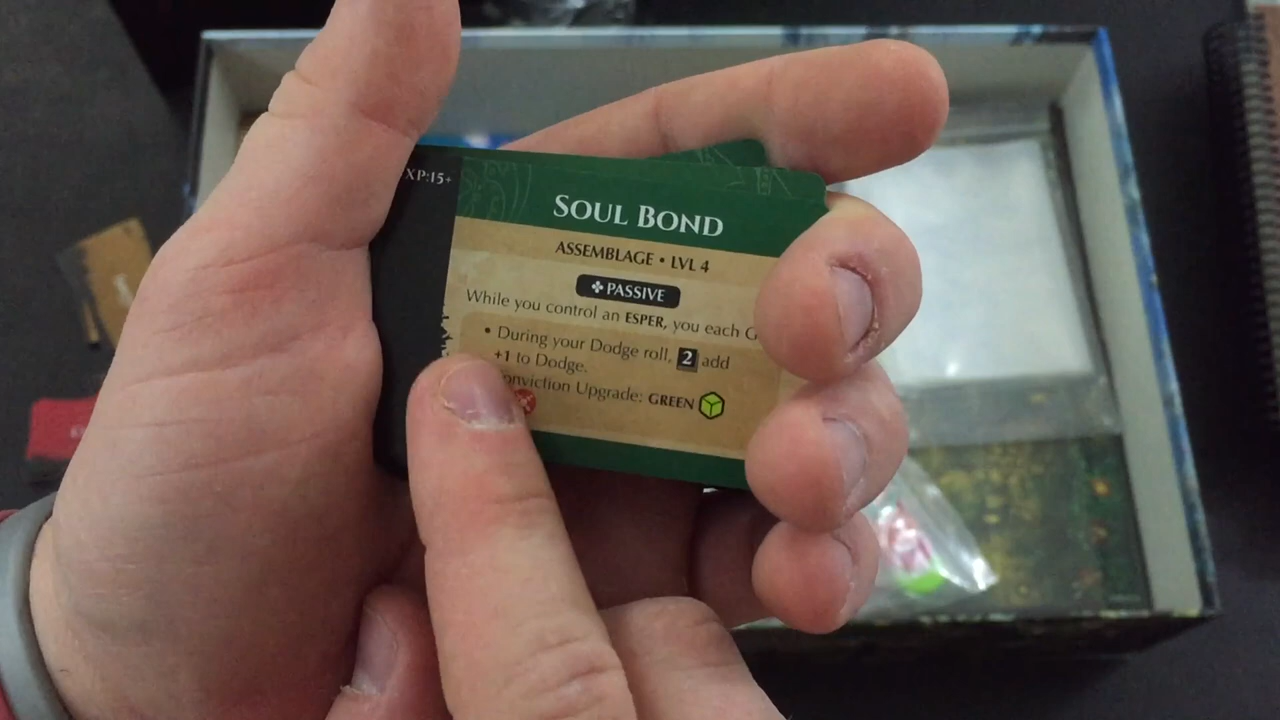 XP:15+
SOUL BOND
ASSEMBLAGE • LVL 4
PASSIVE
While you control an ESPER, you each
• During your Dodge roll, 2 add
+1 to Dodge.
Upgrade: GREEN